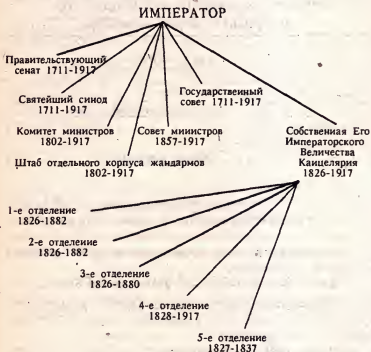 ИМПЕРАТОР
Правительствующий
сенат 1711-1917
Святейший синод
1711-1917
Государственный
совет 1711-1917
Комитет министров
1802-1917
Совет министров
1857-1917
Собственная Его
Императорского
Величества
Канцелярия
1826-1917
Штаб отдельного корпуса жандармов
1802-1917
1-е отделение
1826-1882
2-е отделение
1826-1882
3-е отделение
1826-1880
4-е отделение
1828-1917
5-е отделение
1827-1837